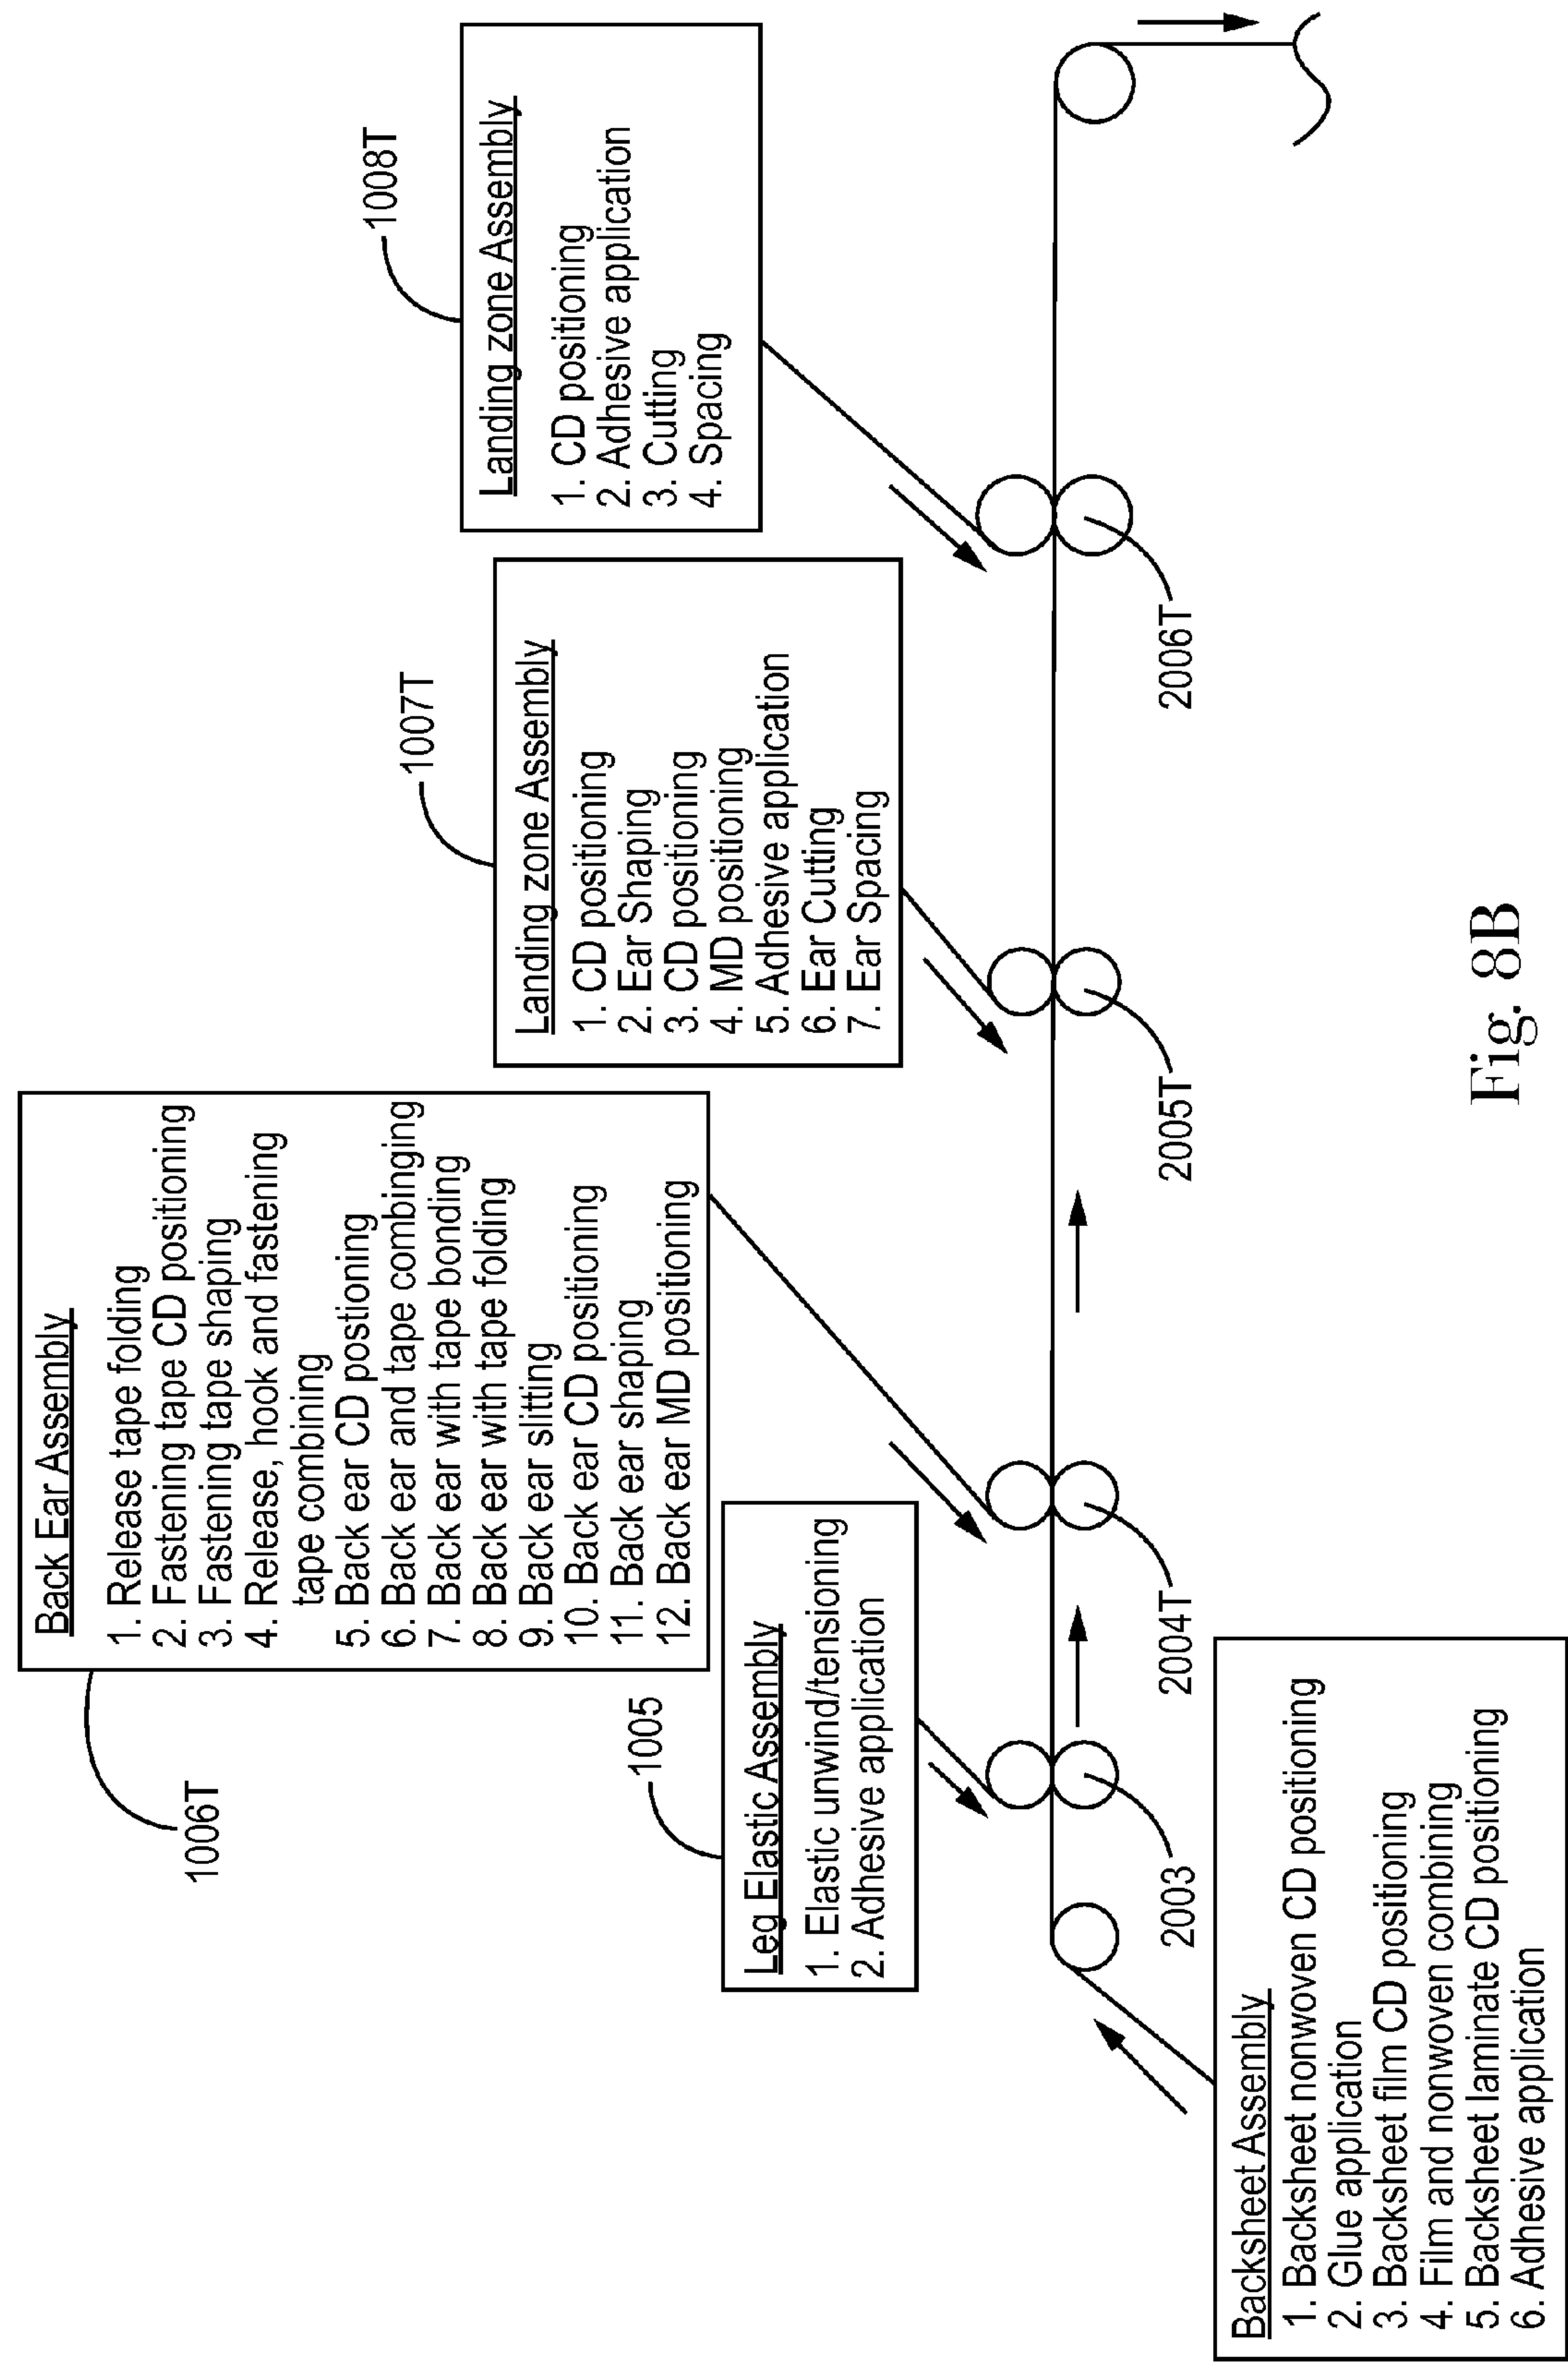 1006T
Back Ear Assembly
1. Release tape folding
2. Fastening tape CD positioning
3. Fastening tape shaping
4. Release, hook and fastening
tape combining
5. Back ear CD postioning
6. Back ear and tape combinging
7. Back ear with tape bonding
8. Back ear with tape folding
9. Back ear slitting
10. Back ear CD positioning
11. Back ear shaping
12. Back ear MD positioning
1007T
Landing zone Assembly
1. CD positioning
2. Ear Shaping
3. CD positioning
4. MD positioning
5. Adhesive application
6. Ear Cutting
7. Ear Spacing
1008T
Landing zone Assembly
1. CD positioning
2. Adhesive application
3. Cutting
4. Spacing
1005
Leg Elastic Assembly
1. Elastic unwind/tensioning
2. Adhesive application
2003
2004T
2005T
2006T
Backsheet Assembly
1. Backsheet nonwoven CD positioning
2. Glue application
3. Backsheet film CD positioning
4. Film and nonwoven combining
5. Backsheet laminate CD positioning
6. Adhesive application
Fig. 8B